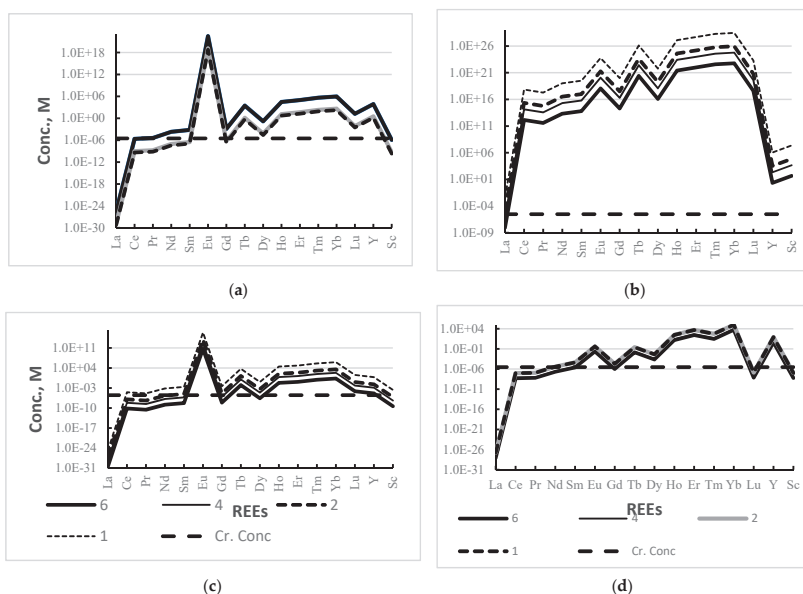 1.0E+18
1.0E+12
1.0E+06
1.0E+00
1.0E-06
1.0E-12
1.0E-18
1.0E-24
1.0E-30
Conc., M
La Ce Pr Nd Sm Eu Gd Tb Dy Ho Er Tm Yb Lu Y Sc
(a)
1.0E+26
1.0E+21
1.0E+16
1.0E+11
1.0E+06
1.0E+01
1.0E-04
1.0E-09
La Ce Pr Nd Sm Eu Gd Tb Dy Ho Er Tm Yb Lu Y Sc
(b)
1.0E+11
1.0E+04
1.0E-03
1.0E-10
1.0E-17
1.0E-24
1.0E-31
Conc., M
La Ce Pr Nd Sm Eu Gd Tb Dy Ho Er Tm Yb Lu Y Sc
REEs
6 4 2
1 Cr. Conc
(c)
1.0E+04
1.0E-01
1.0E-06
1.0E-11
1.0E-16
1.0E-21
1.0E-26
1.0E-31
La Ce Pr Nd Sm Eu Gd Tb Dy Ho Er Tm Yb Lu Y Sc
REEs
6 4 2
1 Cr. Conc
(d)